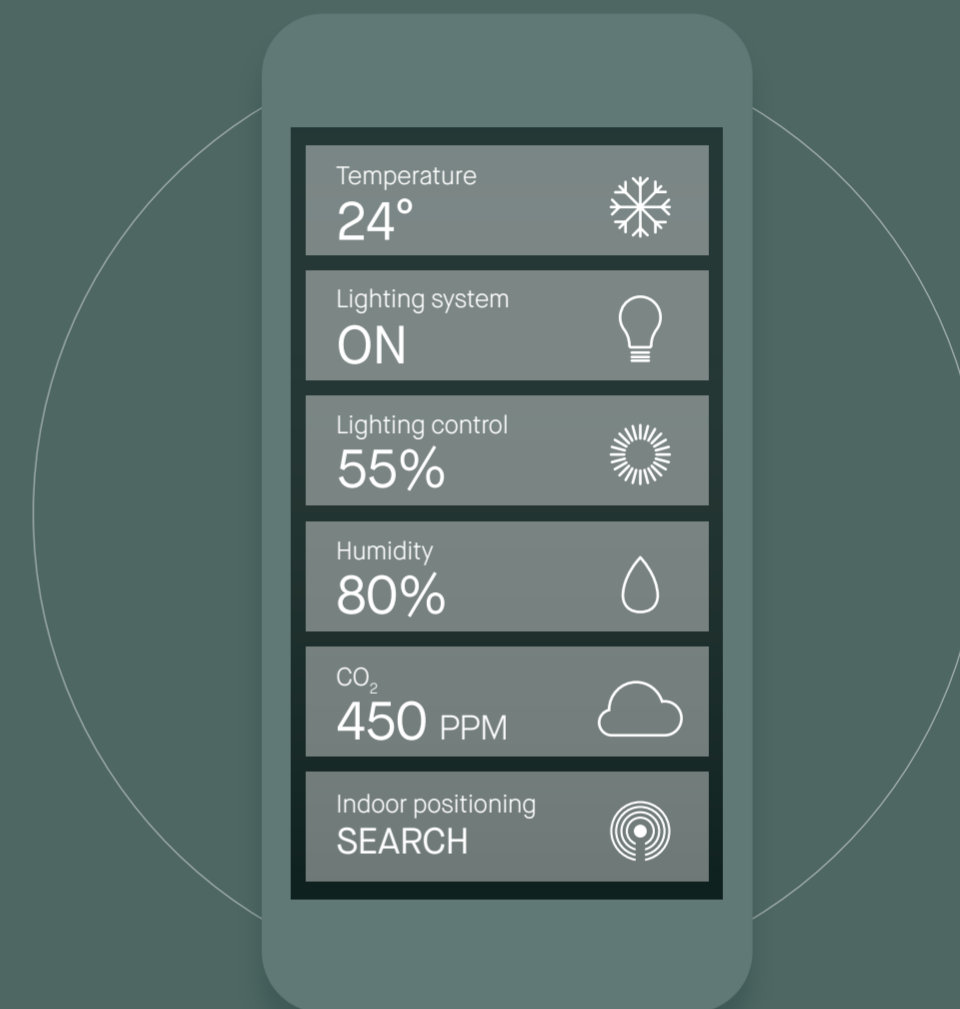 Temperature
24°
Lighting system
ON
Lighting control
55%
Humidity
80%
CO₂
450 PPM
Indoor positioning
SEARCH